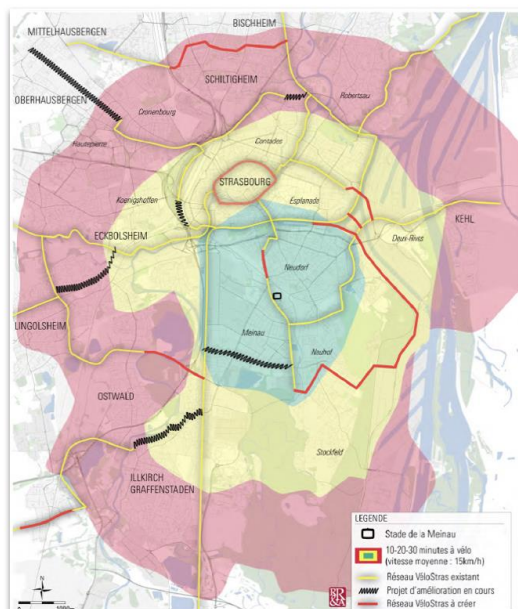 BISCHHEIM
MITTELHAUSBERGEN
SCHILTIGHEIM
OBERHAUSBERGEN
Cronenbourg
Robertsau
Hautepierre
Contades
STRASBOURG
Koenigshoffen
Esplanade
KEHL
ECKBOLSHEIM
Deux-Rives
Neudorf
LINGOLSHEIM
Meinau
Neuhof
OSTWALD
Stockfeld
ILLKIRCH
GRAFFENSTADEN
LEGENDE
Stade de la Meinau
10-20-30 minutes à vélo
(vitesse moyenne : 15km/h)
Réseau VéloStras existant
Projet d'amélioration en cours
Réseau VéloStras à créer